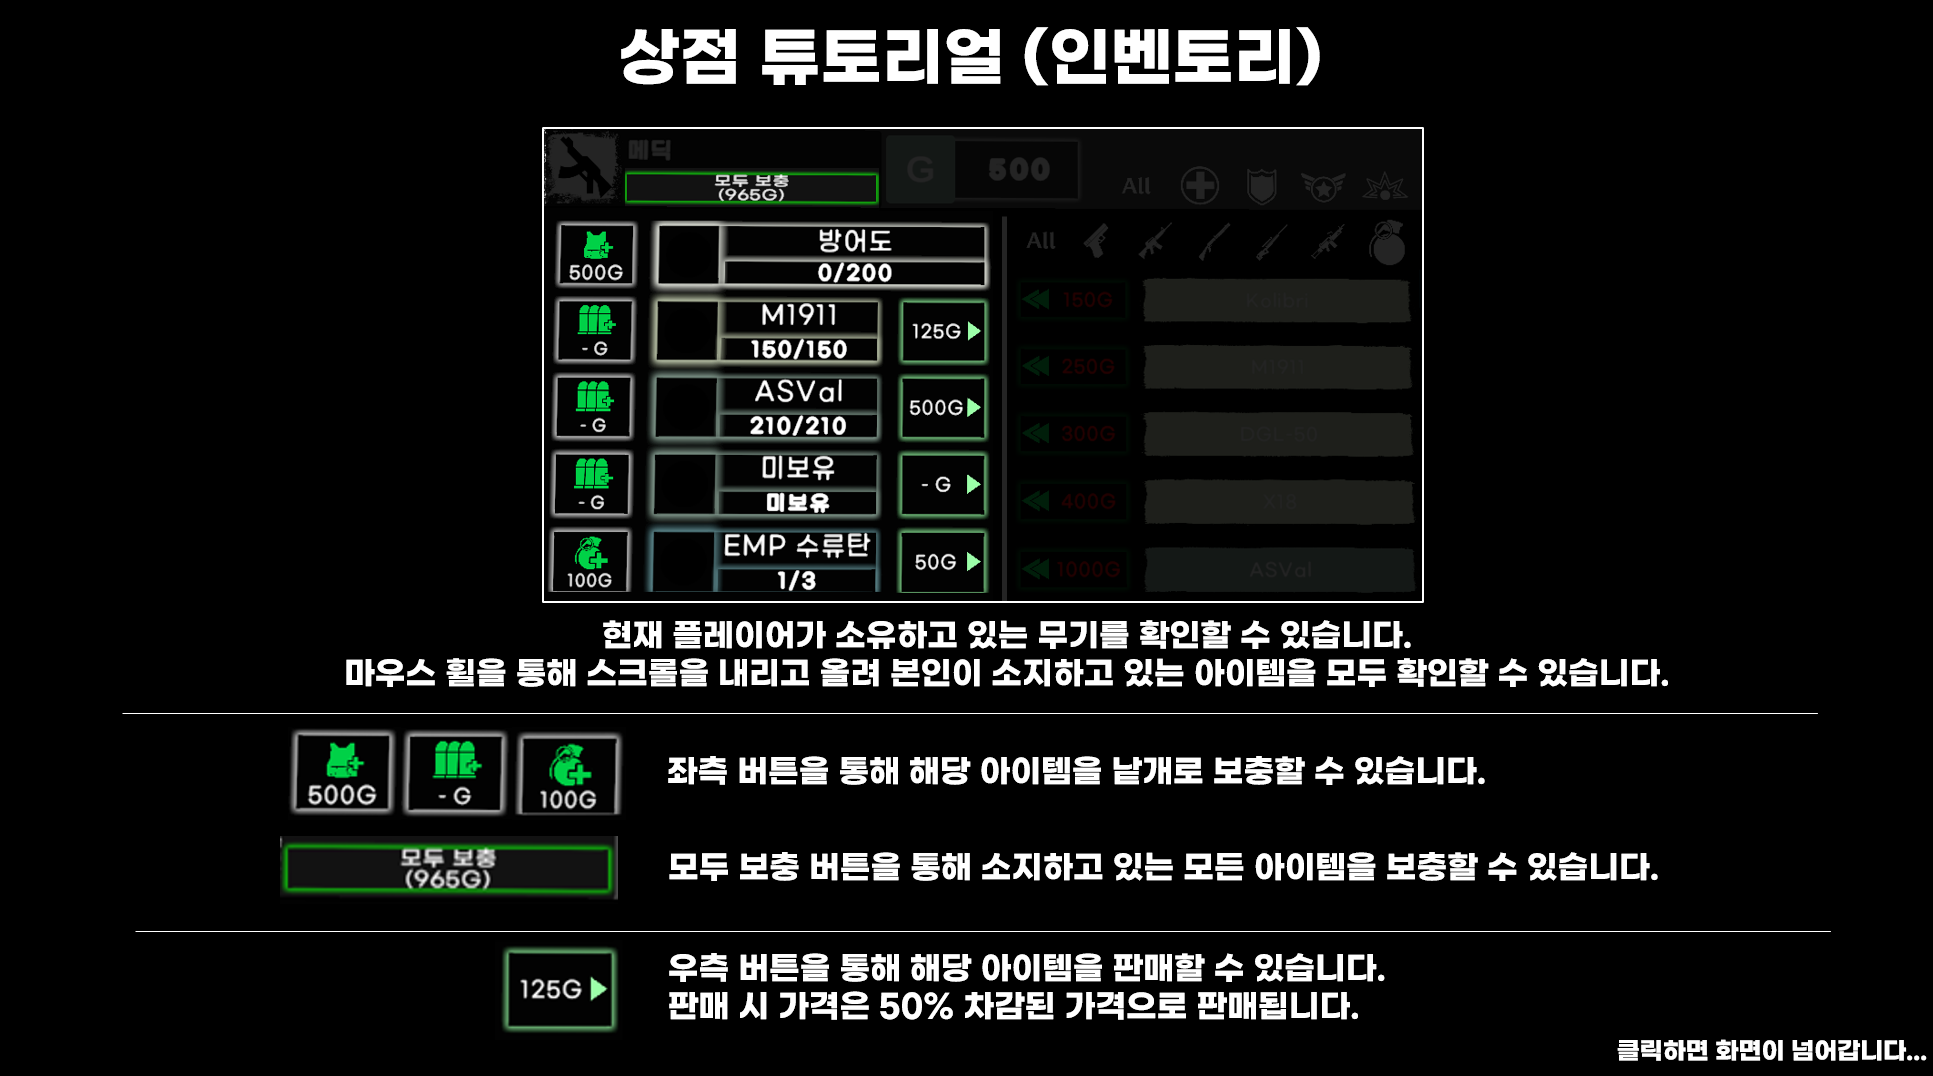 상점 튜토리얼 (인벤토리)
메딕
모두 보충
(965G)
G 500
All
500G
방어도
0/200
- G
M1911
150/150
125G
- G
ASVal
210/210
500G
- G
미보유
미보유
- G
100G
EMP 수류탄
1/3
50G
All
150G Kolibri
250G M1911
300G DGL-50
400G X18
1000G ASVal
현재 플레이어가 소유하고 있는 무기를 확인할 수 있습니다.
마우스 휠을 통해 스크롤을 내리고 올려 본인이 소지하고 있는 아이템을 모두 확인할 수 있습니다.
500G - G 100G
좌측 버튼을 통해 해당 아이템을 낱개로 보충할 수 있습니다.
모두 보충
(965G)
모두 보충 버튼을 통해 소지하고 있는 모든 아이템을 보충할 수 있습니다.
125G
우측 버튼을 통해 해당 아이템을 판매할 수 있습니다.
판매 시 가격은 50% 차감된 가격으로 판매됩니다.
클릭하면 화면이 넘어갑니다...